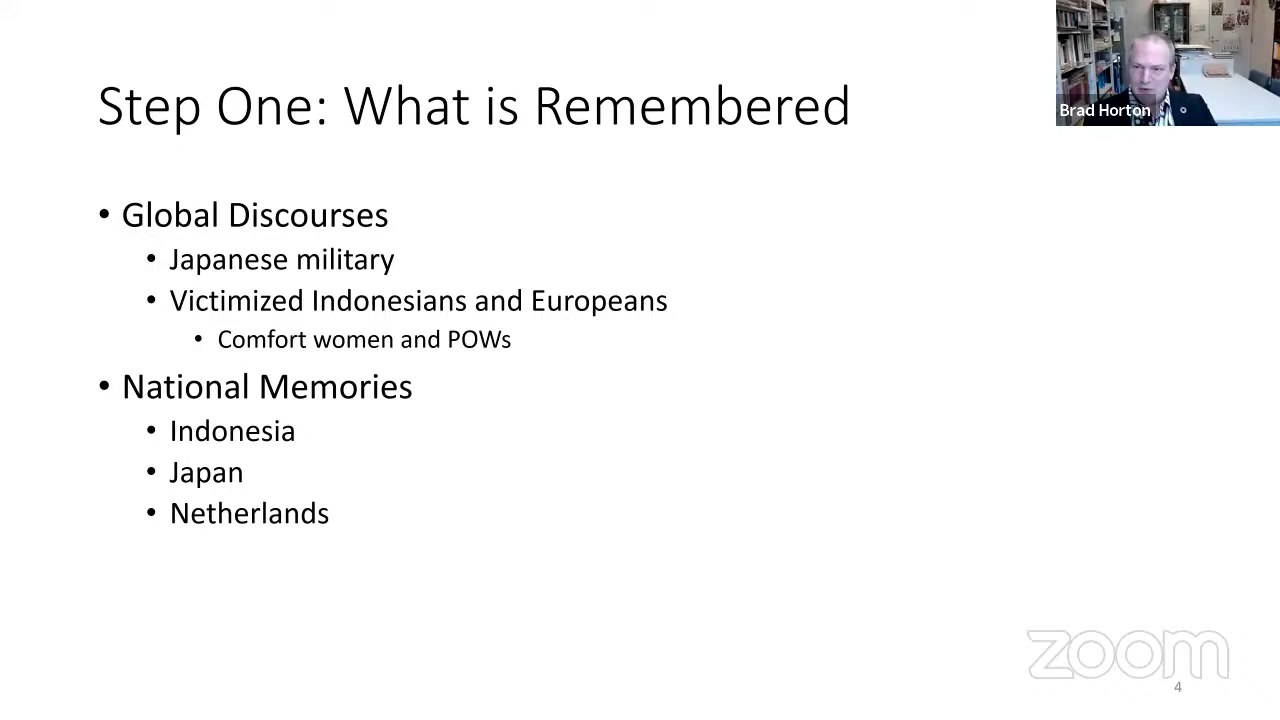 Step One: What is Remembered
Brad Horton
• Global Discourses
• Japanese military
• Victimized Indonesians and Europeans
• Comfort women and POWs
• National Memories
• Indonesia
• Japan
• Netherlands
zoom
4